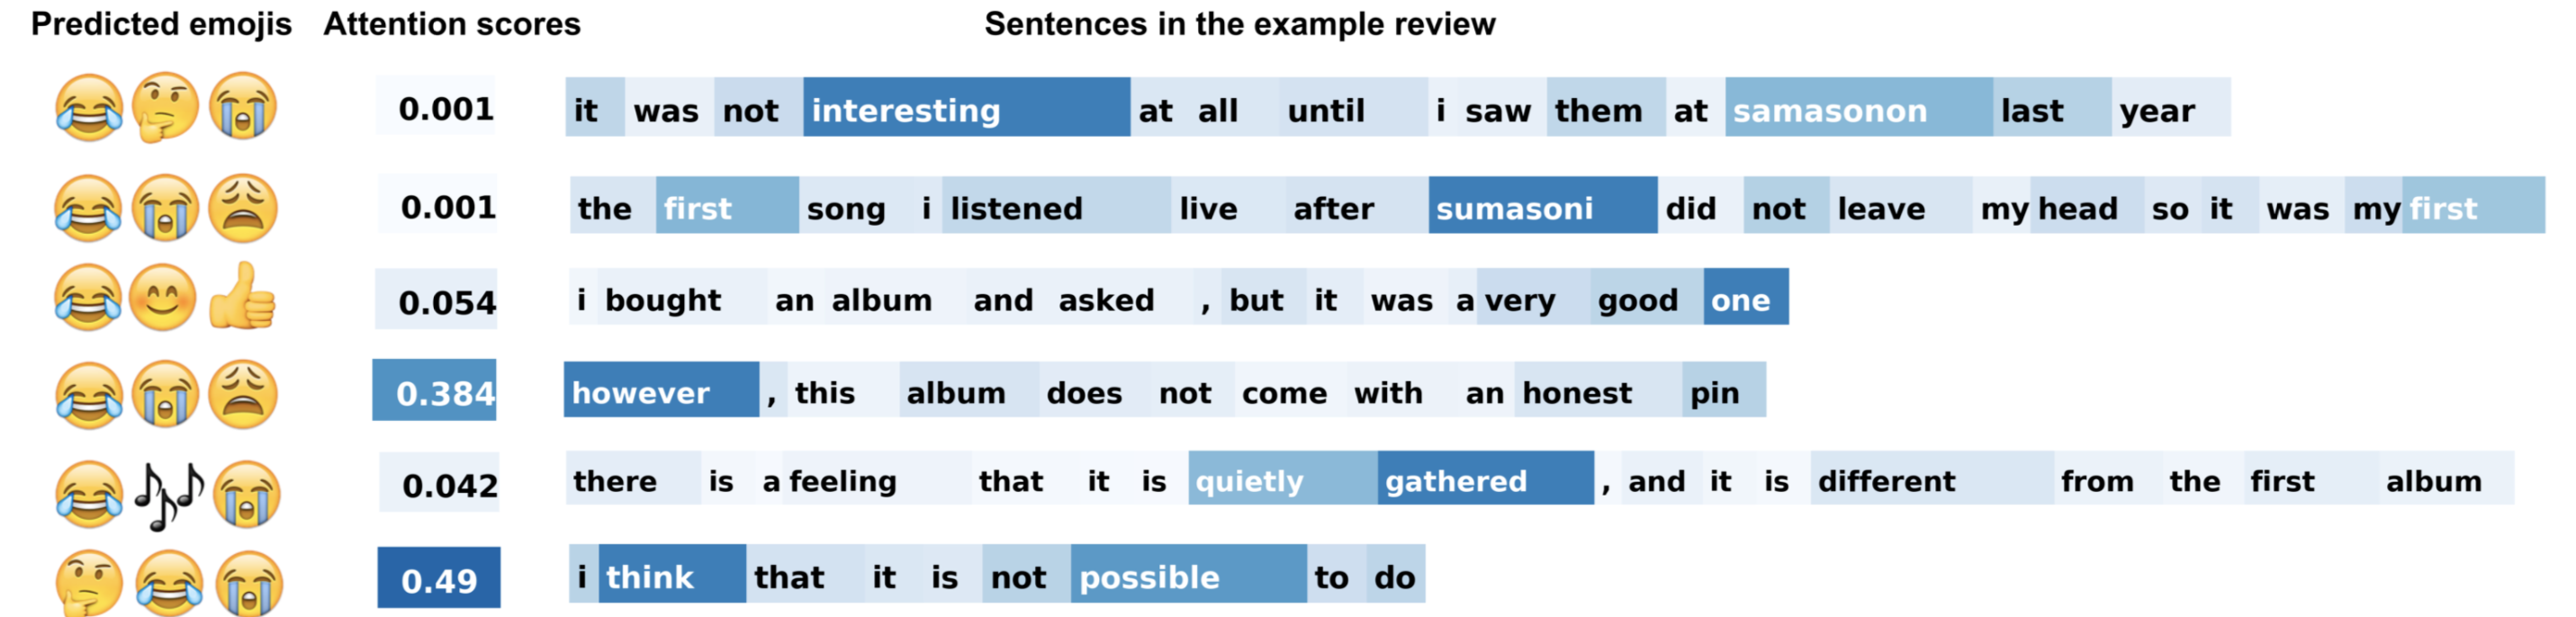 Predicted emojis Attention scores Sentences in the example review
0.001 it was not interesting at all until i saw them at samasonon last year
0.001 the first song i listened live after sumasoni did not leave my head so it was my first
0.054 i bought an album and asked , but it was a very good one
0.384 however , this album does not come with an honest pin
0.042 there is a feeling that it is quietly gathered , and it is different from the first album
0.49 i think that it is not possible to do